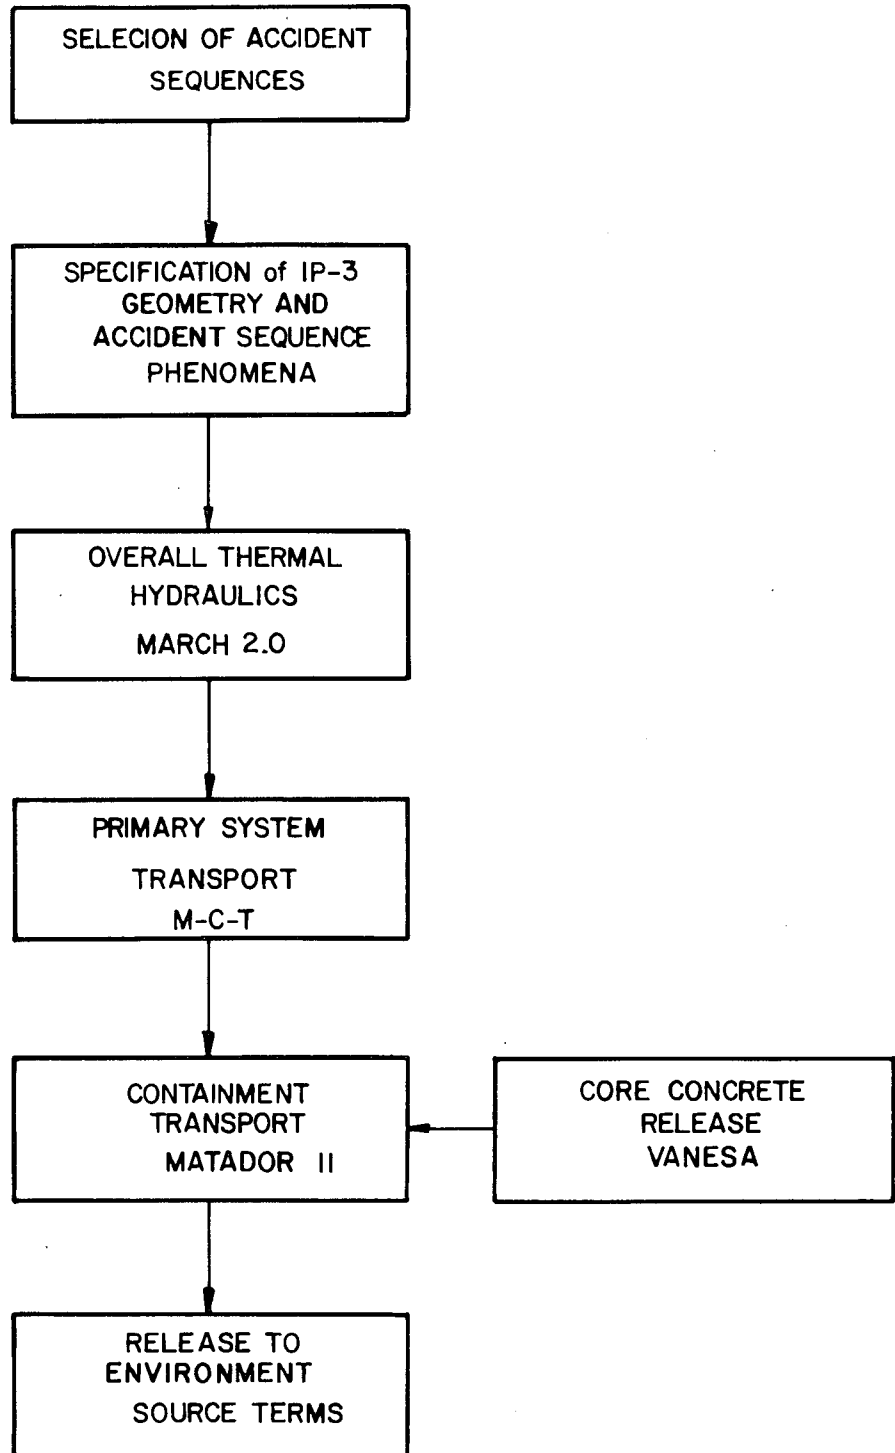 SELECION OF ACCIDENT
SEQUENCES
SPECIFICATION of IP-3
GEOMETRY AND
ACCIDENT SEQUENCE
PHENOMENA
OVERALL THERMAL
HYDRAULICS
MARCH 2.0
PRIMARY SYSTEM
TRANSPORT
M-C-T
CONTAINMENT
TRANSPORT
MATADOR II
CORE CONCRETE
RELEASE
VANESA
RELEASE TO
ENVIRONMENT
SOURCE TERMS